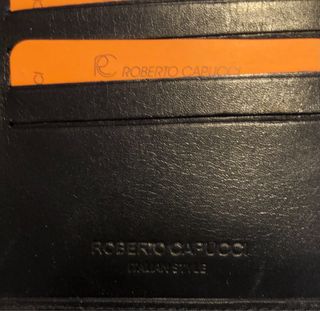 RC ROBERTO CAPUCCI
ROBERTO CAPUCCI
ITALIAN STYLE